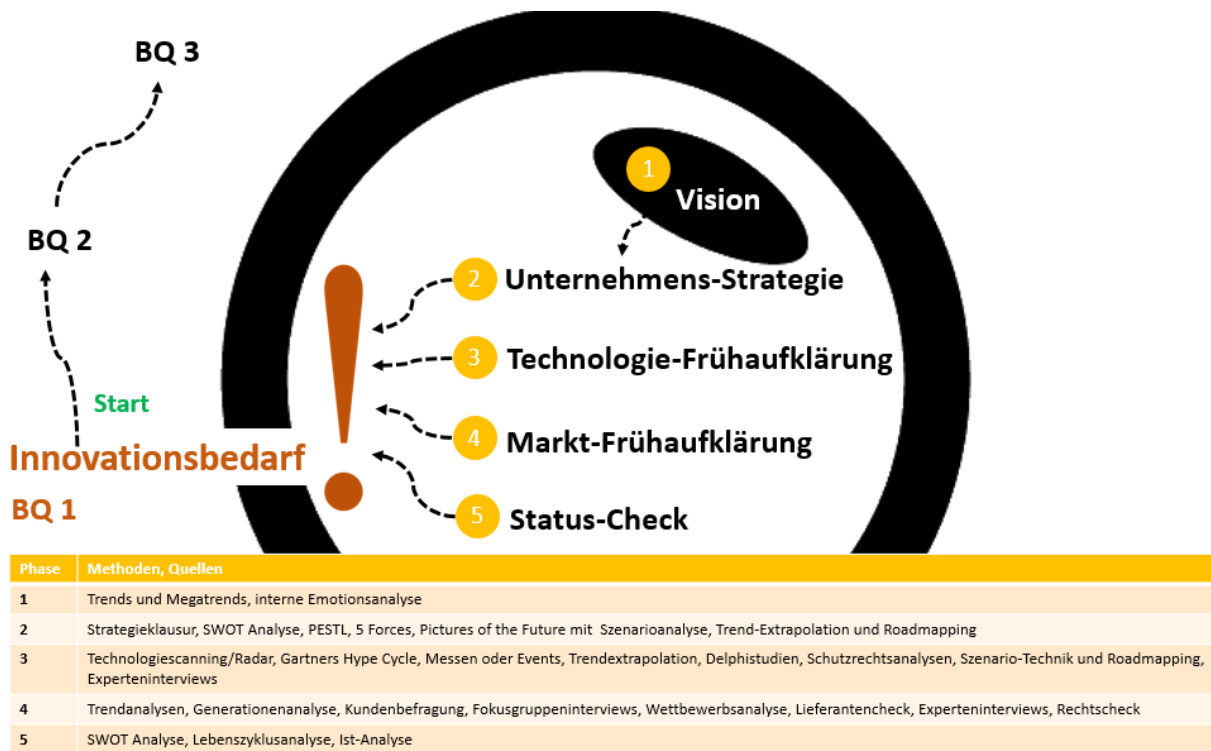 BQ 3
1
Vision
BQ 2
2 Unternehmens-Strategie
3 Technologie-Frühaufklärung
Start
4 Markt-Frühaufklärung
Innovationsbedarf
!
BQ 1
5 Status-Check
Phase Methoden, Quellen
1 Trends und Megatrends, interne Emotionsanalyse
2 Strategieklausur, SWOT Analyse, PESTL, 5 Forces, Pictures of the Future mit Szenarioanalyse, Trend-Extrapolation und Roadmapping
3 Technologiescanning/Radar, Gartners Hype Cycle, Messen oder Events, Trendextrapolation, Delphistudien, Schutzrechtsanalysen, Szenario-Technik und Roadmapping,
Experteninterviews
4 Trendanalysen, Generationenanalyse, Kundenbefragung, Fokusgruppeninterviews, Wettbewerbsanalyse, Lieferantencheck, Experteninterviews, Rechtscheck
5 SWOT Analyse, Lebenszyklusanalyse, Ist-Analyse